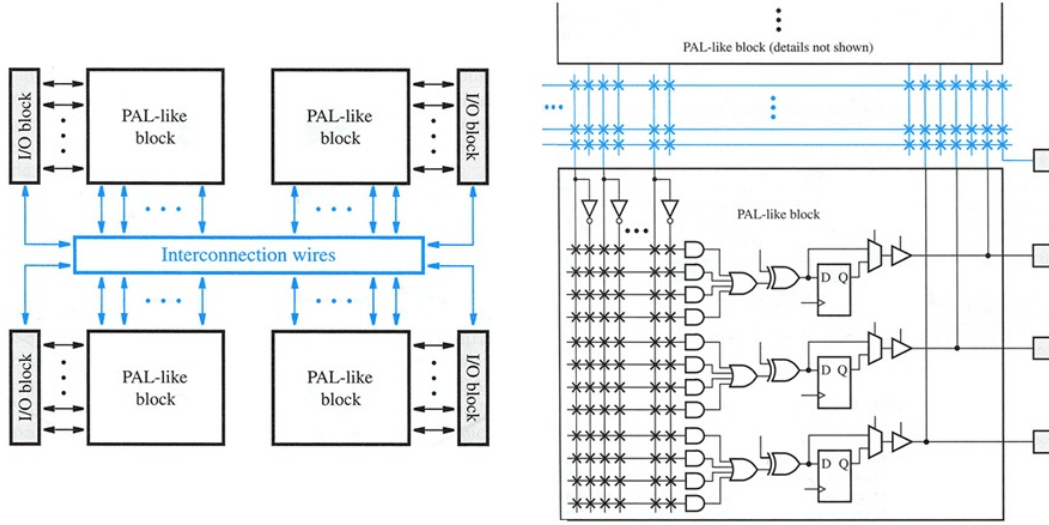 I/O block
PAL-like
block
PAL-like
block
I/O block
Interconnection wires
I/O block
PAL-like
block
PAL-like
block
I/O block
PAL-like block (details not shown)
PAL-like block
D Q
D Q
D Q